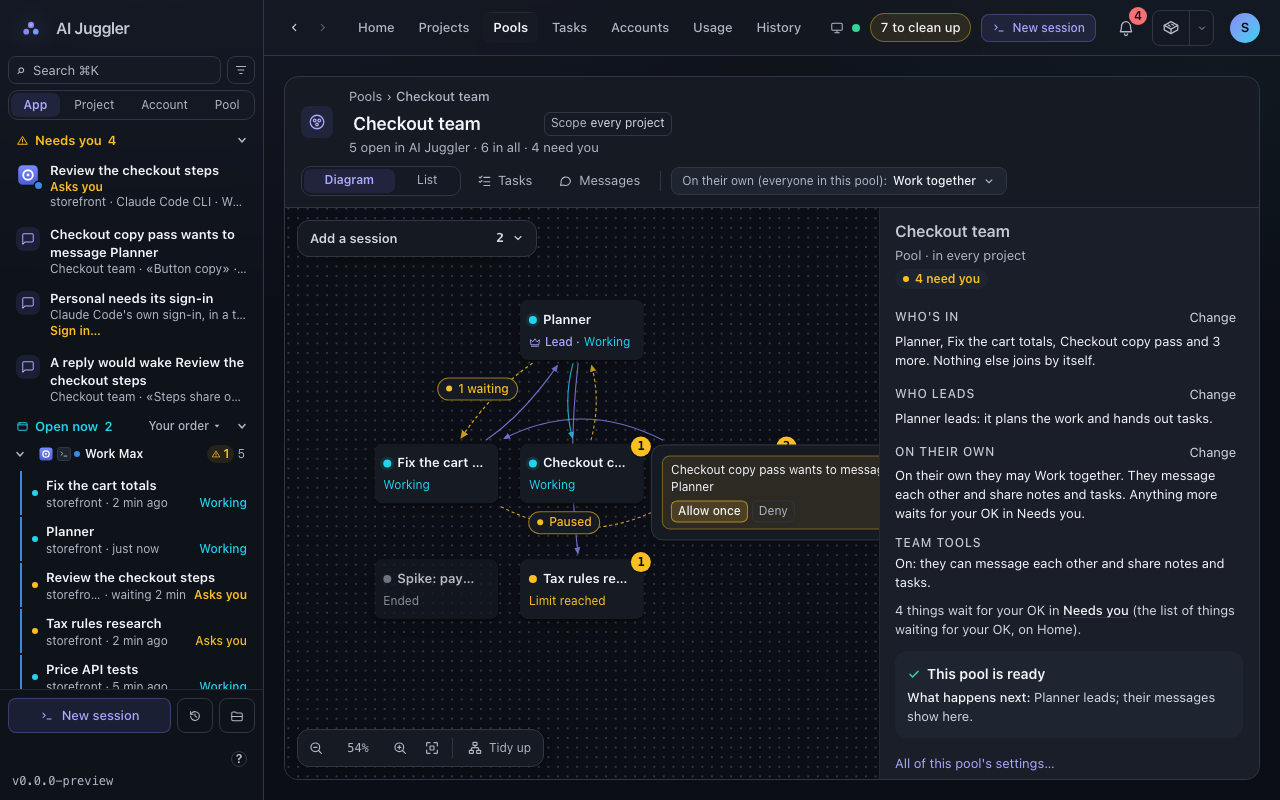 AI Juggler
Search ⌘K
App Project Account Pool
Needs you 4
Review the checkout steps
Asks you
storefront · Claude Code CLI · W...
Checkout copy pass wants to
message Planner
Checkout team · «Button copy» ·...
Personal needs its sign-in
Claude Code's own sign-in, in a t...
Sign in...
A reply would wake Review the
checkout steps
Checkout team · «Steps share o...
Open now 2 Your order
Work Max 1 5
Fix the cart totals
storefront · 2 min ago Working
Planner
storefront · just now Working
Review the checkout steps
storefro... · waiting 2 min Asks you
Tax rules research
storefront · 2 min ago Asks you
Price API tests
storefront · 5 min ago Working
New session
?
v0.0.0-preview
Home Projects Pools Tasks Accounts Usage History
7 to clean up
New session
4
S
Pools › Checkout team
Checkout team
Scope every project
5 open in AI Juggler · 6 in all · 4 need you
Diagram List Tasks Messages
On their own (everyone in this pool): Work together
Add a session 2
Planner
Lead · Working
1 waiting
Fix the cart ...
Working
1
Checkout c...
Working
Checkout copy pass wants to messag
Planner
Allow once Deny
Paused
Spike: pay...
Ended
1
Tax rules re...
Limit reached
54%
Tidy up
Checkout team
Pool · in every project
4 need you
WHO'S IN Change
Planner, Fix the cart totals, Checkout copy pass and 3
more. Nothing else joins by itself.
WHO LEADS Change
Planner leads: it plans the work and hands out tasks.
ON THEIR OWN Change
On their own they may Work together. They message
each other and share notes and tasks. Anything more
waits for your OK in Needs you.
TEAM TOOLS
On: they can message each other and share notes and
tasks.
4 things wait for your OK in Needs you (the list of things
waiting for your OK, on Home).
This pool is ready
What happens next: Planner leads; their messages
show here.
All of this pool's settings...